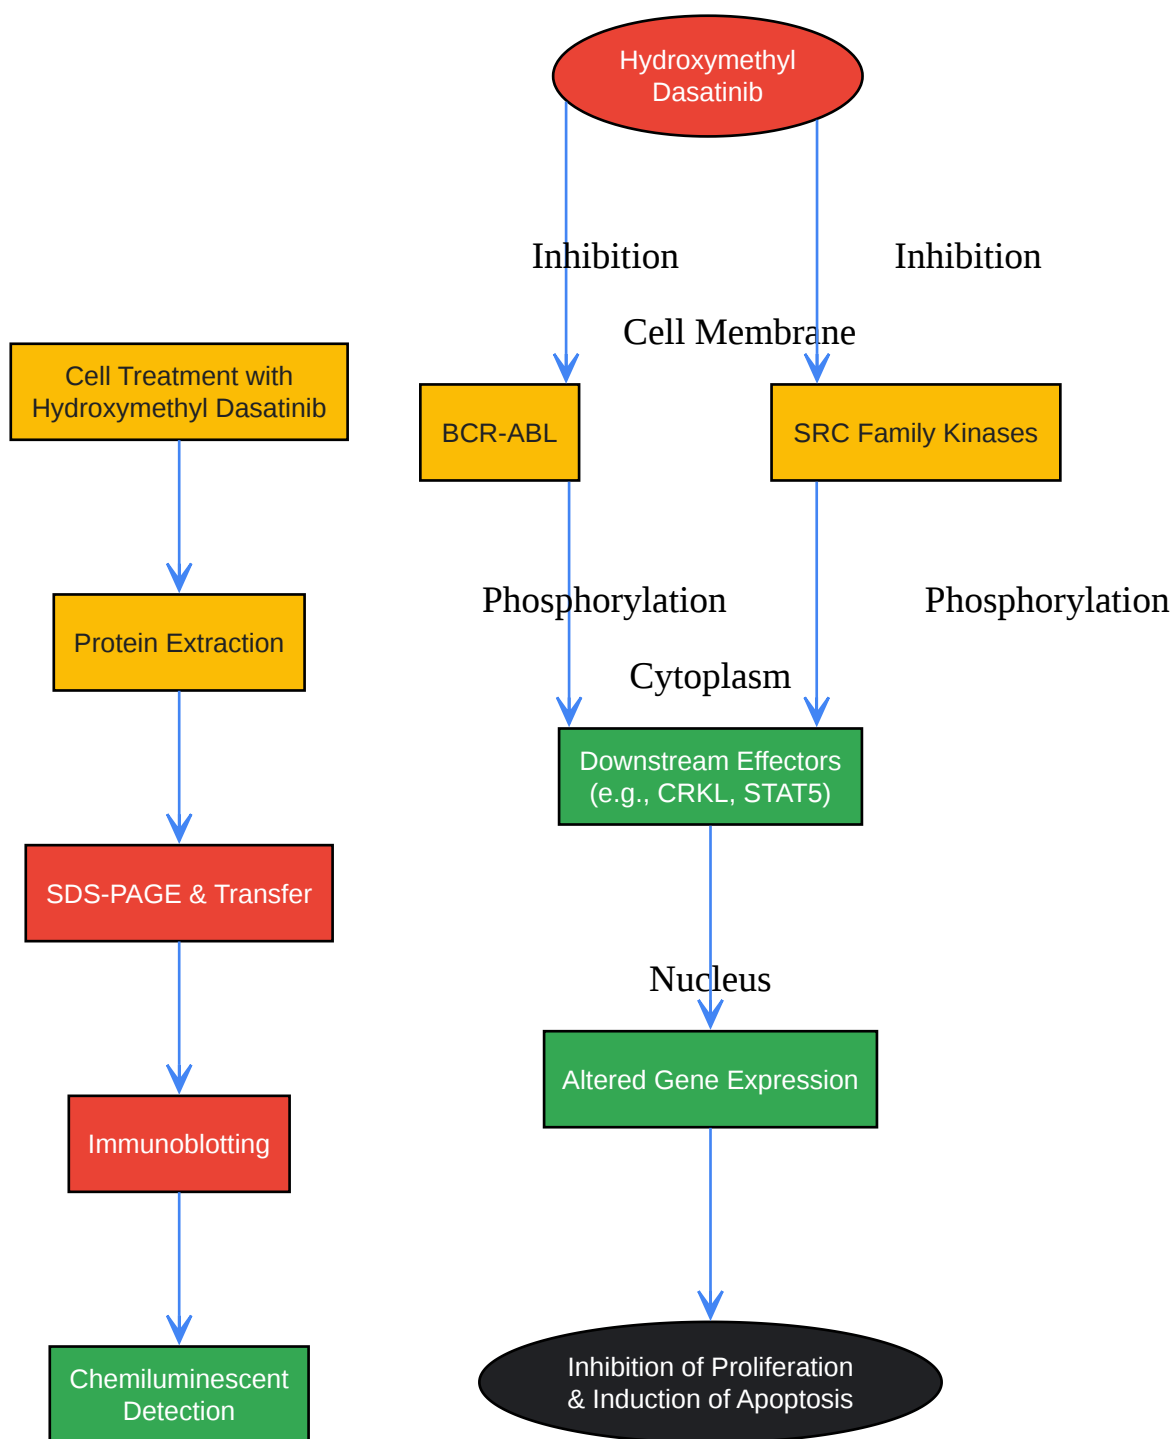 Hydroxymethyl
Dasatinib
Inhibition
Inhibition
Cell Membrane
Cell Treatment with
Hydroxymethyl Dasatinib
BCR-ABL
SRC Family Kinases
Phosphorylation
Phosphorylation
Protein Extraction
Cytoplasm
Downstream Effectors
(e.g., CRKL, STAT5)
SDS-PAGE & Transfer
Nucleus
Altered Gene Expression
Immunoblotting
Inhibition of Proliferation
& Induction of Apoptosis
Chemiluminescent
Detection